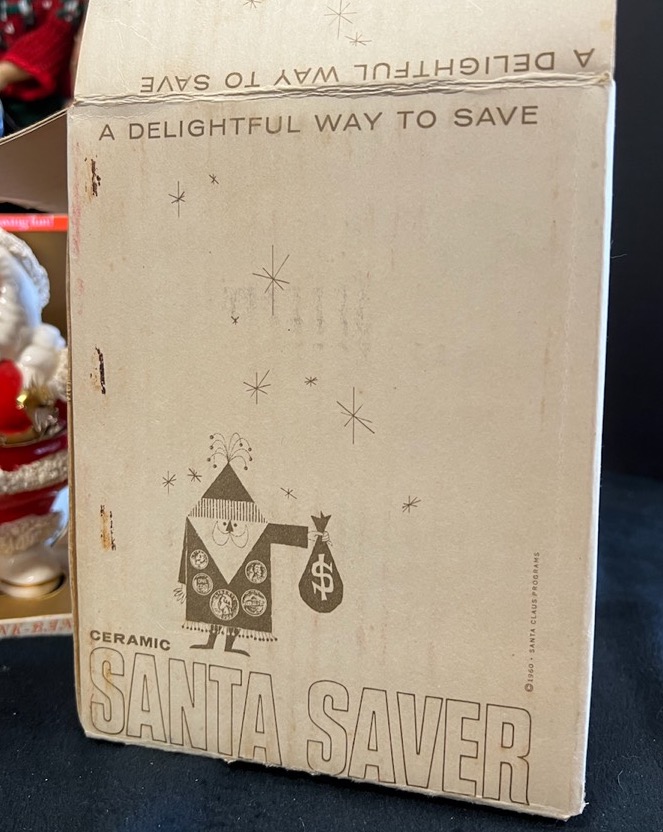 A DELIGHTFUL WAY TO SAVE
A DELIGHTFUL WAY TO SAVE
$
CERAMIC
SANTA SAVER
©1960 · SANTA CLAUS PROGRAMS